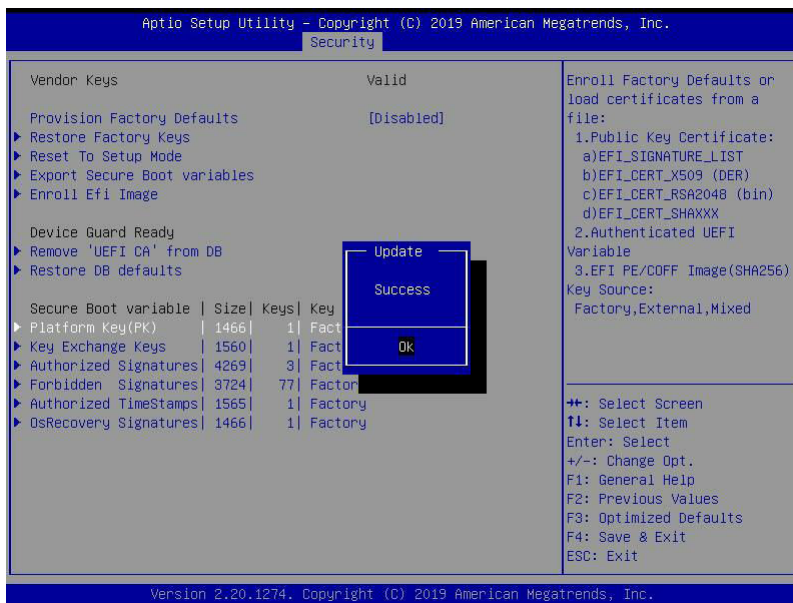 Aptio Setup Utility – Copyright (C) 2019 American Megatrends, Inc.
Security
Vendor Keys Valid
Provision Factory Defaults [Disabled]
Restore Factory Keys
Reset To Setup Mode
Export Secure Boot variables
Enroll Efi Image
Device Guard Ready
Remove 'UEFI CA' from DB
Restore DB defaults
Secure Boot variable | Size| Keys| Key
Platform Key(PK) | 1466| 1| Fact
Key Exchange Keys | 1560| 1| Fact
Authorized Signatures| 4269| 3| Fact
Forbidden Signatures| 3724| 77| Factor
Authorized TimeStamps| 1565| 1| Factory
OsRecovery Signatures| 1466| 1| Factory
Update
Success
Ok
Enroll Factory Defaults or
load certificates from a
file:
1.Public Key Certificate:
a)EFI_SIGNATURE_LIST
b)EFI_CERT_X509 (DER)
c)EFI_CERT_RSA2048 (bin)
d)EFI_CERT_SHAXXX
2.Authenticated UEFI
Variable
3.EFI PE/COFF Image(SHA256)
Key Source:
Factory,External,Mixed
→←: Select Screen
↑↓: Select Item
Enter: Select
+/-: Change Opt.
F1: General Help
F2: Previous Values
F3: Optimized Defaults
F4: Save & Exit
ESC: Exit
Version 2.20.1274. Copyright (C) 2019 American Megatrends, Inc.